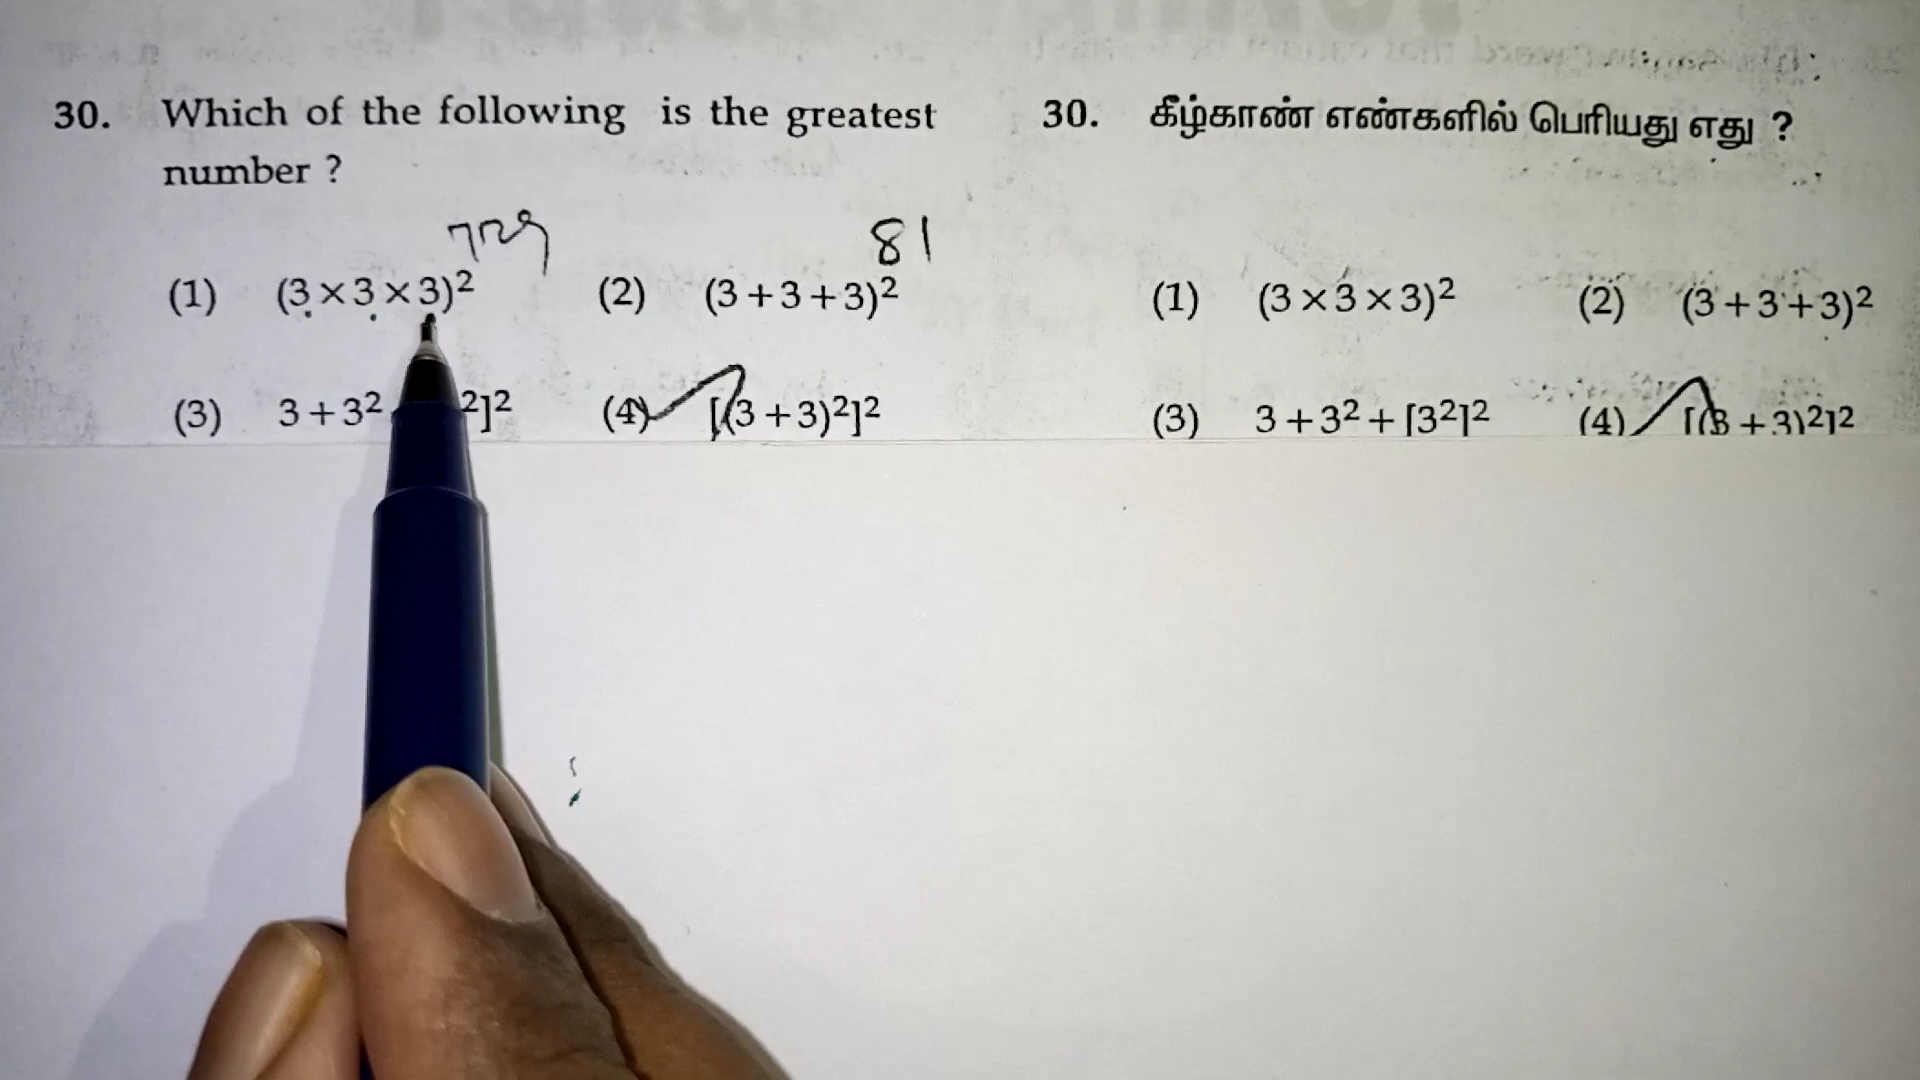 30. Which of the following is the greatest
number ?
729
81
(1) (3×3×3)² (2) (3+3+3)²
(3) 3+3² ²]² (4) [(3+3)²]²
30. கீழ்காண் எண்களில் பெரியது எது ?
(1) (3×3×3)² (2) (3+3+3)²
(3) 3+3²+[3²]² (4) [(3+3)²]²